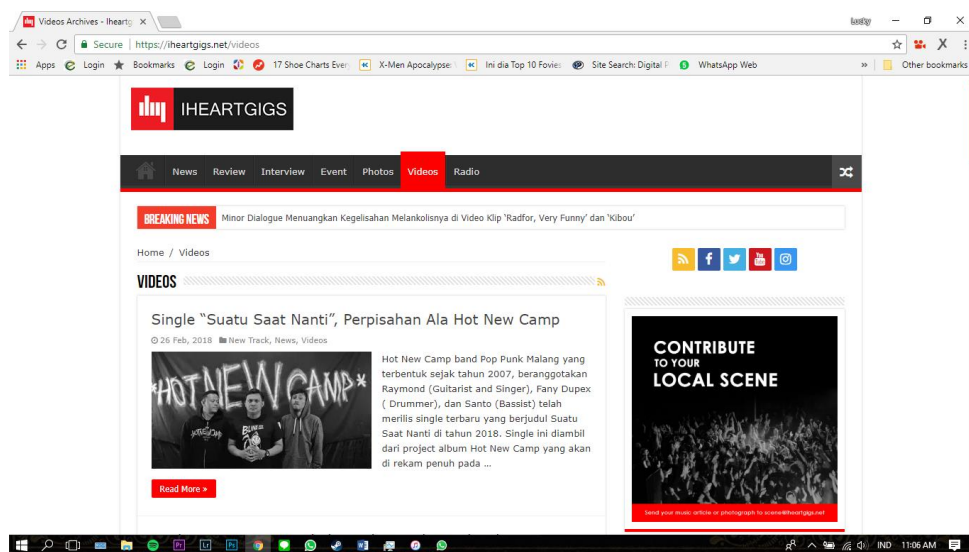 Videos Archives - Iheartg
Lucky
Secure
https://iheartgigs.net/videos
Apps
Login
Bookmarks
Login
17 Shoe Charts Every
X-Men Apocalypse:
Ini dia Top 10 Fovies
Site Search: Digital
WhatsApp Web
»
Other bookmarks
IHEARTGIGS
News Review Interview Event Photos Videos Radio
BREAKING NEWS
Minor Dialogue Menuangkan Kegelisahan Melankolisnya di Video Klip 'Radfor, Very Funny' dan 'Kibou'
Home / Videos
VIDEOS
Single “Suatu Saat Nanti”, Perpisahan Ala Hot New Camp
26 Feb, 2018 New Track, News, Videos
*HOT NEW CAMP*
Hot New Camp band Pop Punk Malang yang
terbentuk sejak tahun 2007, beranggotakan
Raymond (Guitarist and Singer), Fany Dupex
( Drummer), dan Santo (Bassist) telah
merilis single terbaru yang berjudul Suatu
Saat Nanti di tahun 2018. Single ini diambil
dari project album Hot New Camp yang akan
di rekam penuh pada ...
Read More »
CONTRIBUTE
TO YOUR
LOCAL SCENE
Send your music article or photograph to scene@iheartgigs.net
Pr
Lr
Ps
IND
11:06 AM